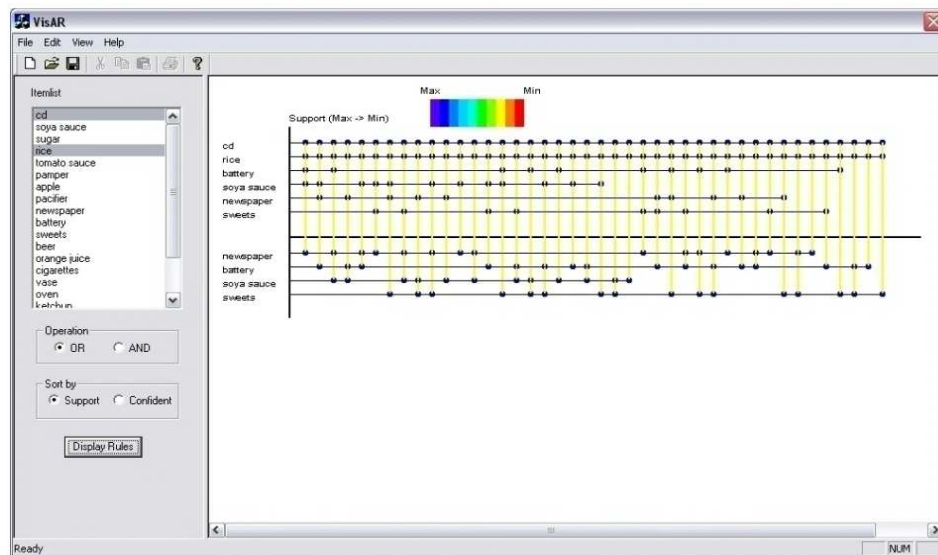 VisAR
File Edit View Help
Itemlist
cd
soya sauce
sugar
rice
tomato sauce
pamper
apple
pacifier
newspaper
battery
sweets
beer
orange juice
cigarettes
vase
oven
ketchup
Operation
OR AND
Sort by
Support Confident
Display Rules
Max Min
Support (Max -> Min)
cd
rice
battery
soya sauce
newspaper
sweets
newspaper
battery
soya sauce
sweets
Ready NUM